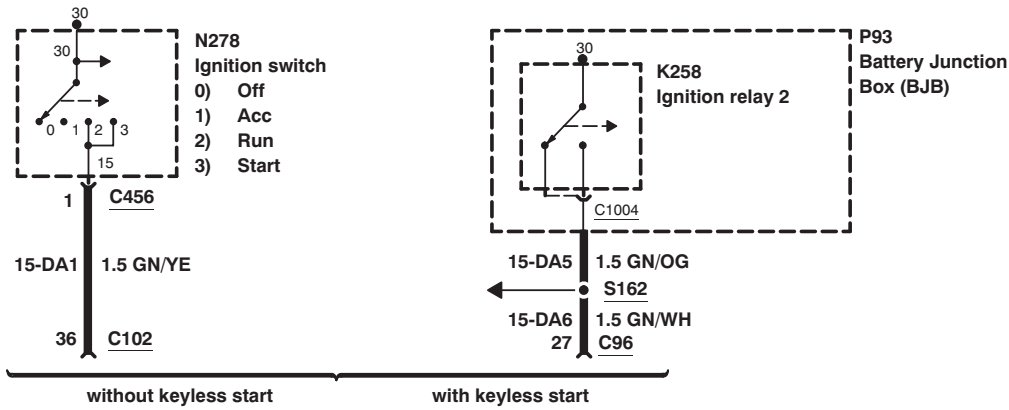 30
30
N278
Ignition switch
0) Off
1) Acc
2) Run
3) Start
0 1 2 3
15
1 C456
15-DA1 1.5 GN/YE
36 C102
without keyless start
P93
Battery Junction
Box (BJB)
30
K258
Ignition relay 2
C1004
15-DA5 1.5 GN/OG
S162
15-DA6 1.5 GN/WH
27 C96
with keyless start